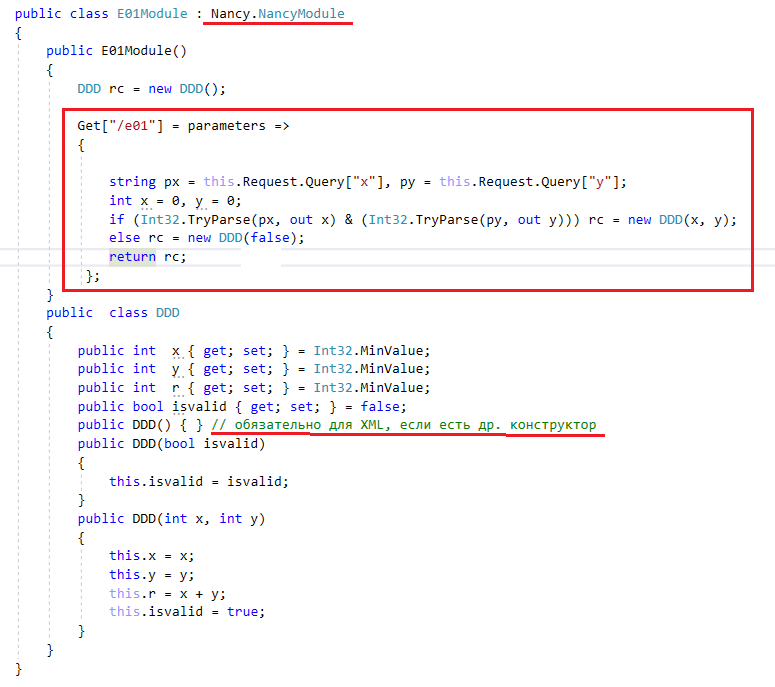 public class E01Module : Nancy.NancyModule
{
public E01Module()
{
DDD rc = new DDD();
Get["/e01"] = parameters =>
{
string px = this.Request.Query["x"], py = this.Request.Query["y"];
int x = 0, y = 0;
if (Int32.TryParse(px, out x) & (Int32.TryParse(py, out y))) rc = new DDD(x, y);
else rc = new DDD(false);
return rc;
};
}
public  class DDD
{
public int  x { get; set; } = Int32.MinValue;
public int  y { get; set; } = Int32.MinValue;
public int  r { get; set; } = Int32.MinValue;
public bool isvalid { get; set; } = false;
public DDD() { } // обязательно для XML, если есть др. конструктор
public DDD(bool isvalid)
{
this.isvalid = isvalid;
}
public DDD(int x, int y)
{
this.x = x;
this.y = y;
this.r = x + y;
this.isvalid = true;
}
}
}